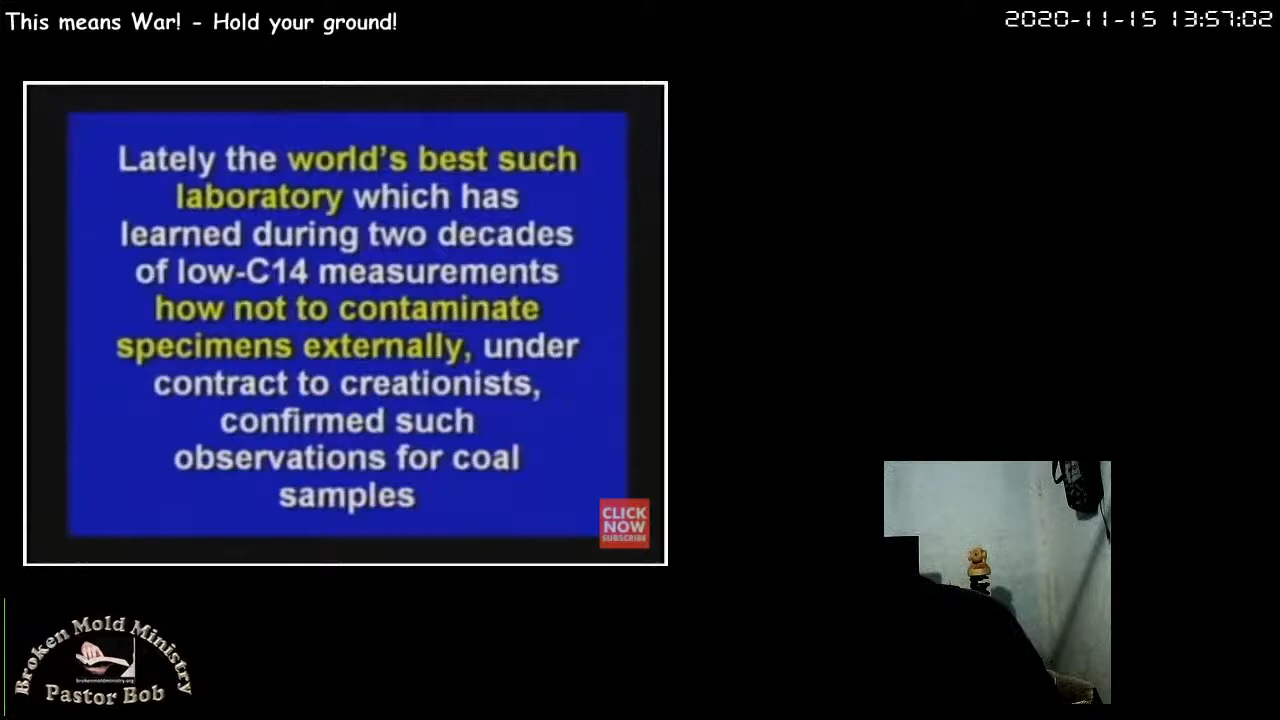 This means War! - Hold your ground!
2020-11-15 13:57:02
Lately the world's best such
laboratory which has
learned during two decades
of low-C14 measurements
how not to contaminate
specimens externally, under
contract to creationists,
confirmed such
observations for coal
samples
CLICK
NOW
SUBSCRIBE
Broken Mold Ministry
brokenmoldministry.org
Pastor Bob